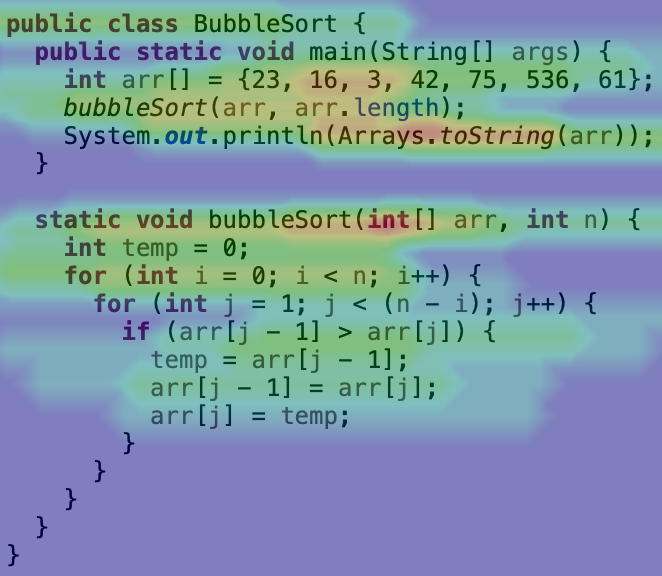 public class BubbleSort {
  public static void main(String[] args) {
    int arr[] = {23, 16, 3, 42, 75, 536, 61};
    bubbleSort(arr, arr.length);
    System.out.println(Arrays.toString(arr));
  }
  static void bubbleSort(int[] arr, int n) {
    int temp = 0;
    for (int i = 0; i < n; i++) {
      for (int j = 1; j < (n - i); j++) {
        if (arr[j - 1] > arr[j]) {
          temp = arr[j - 1];
          arr[j - 1] = arr[j];
          arr[j] = temp;
        }
      }
    }
  }
}